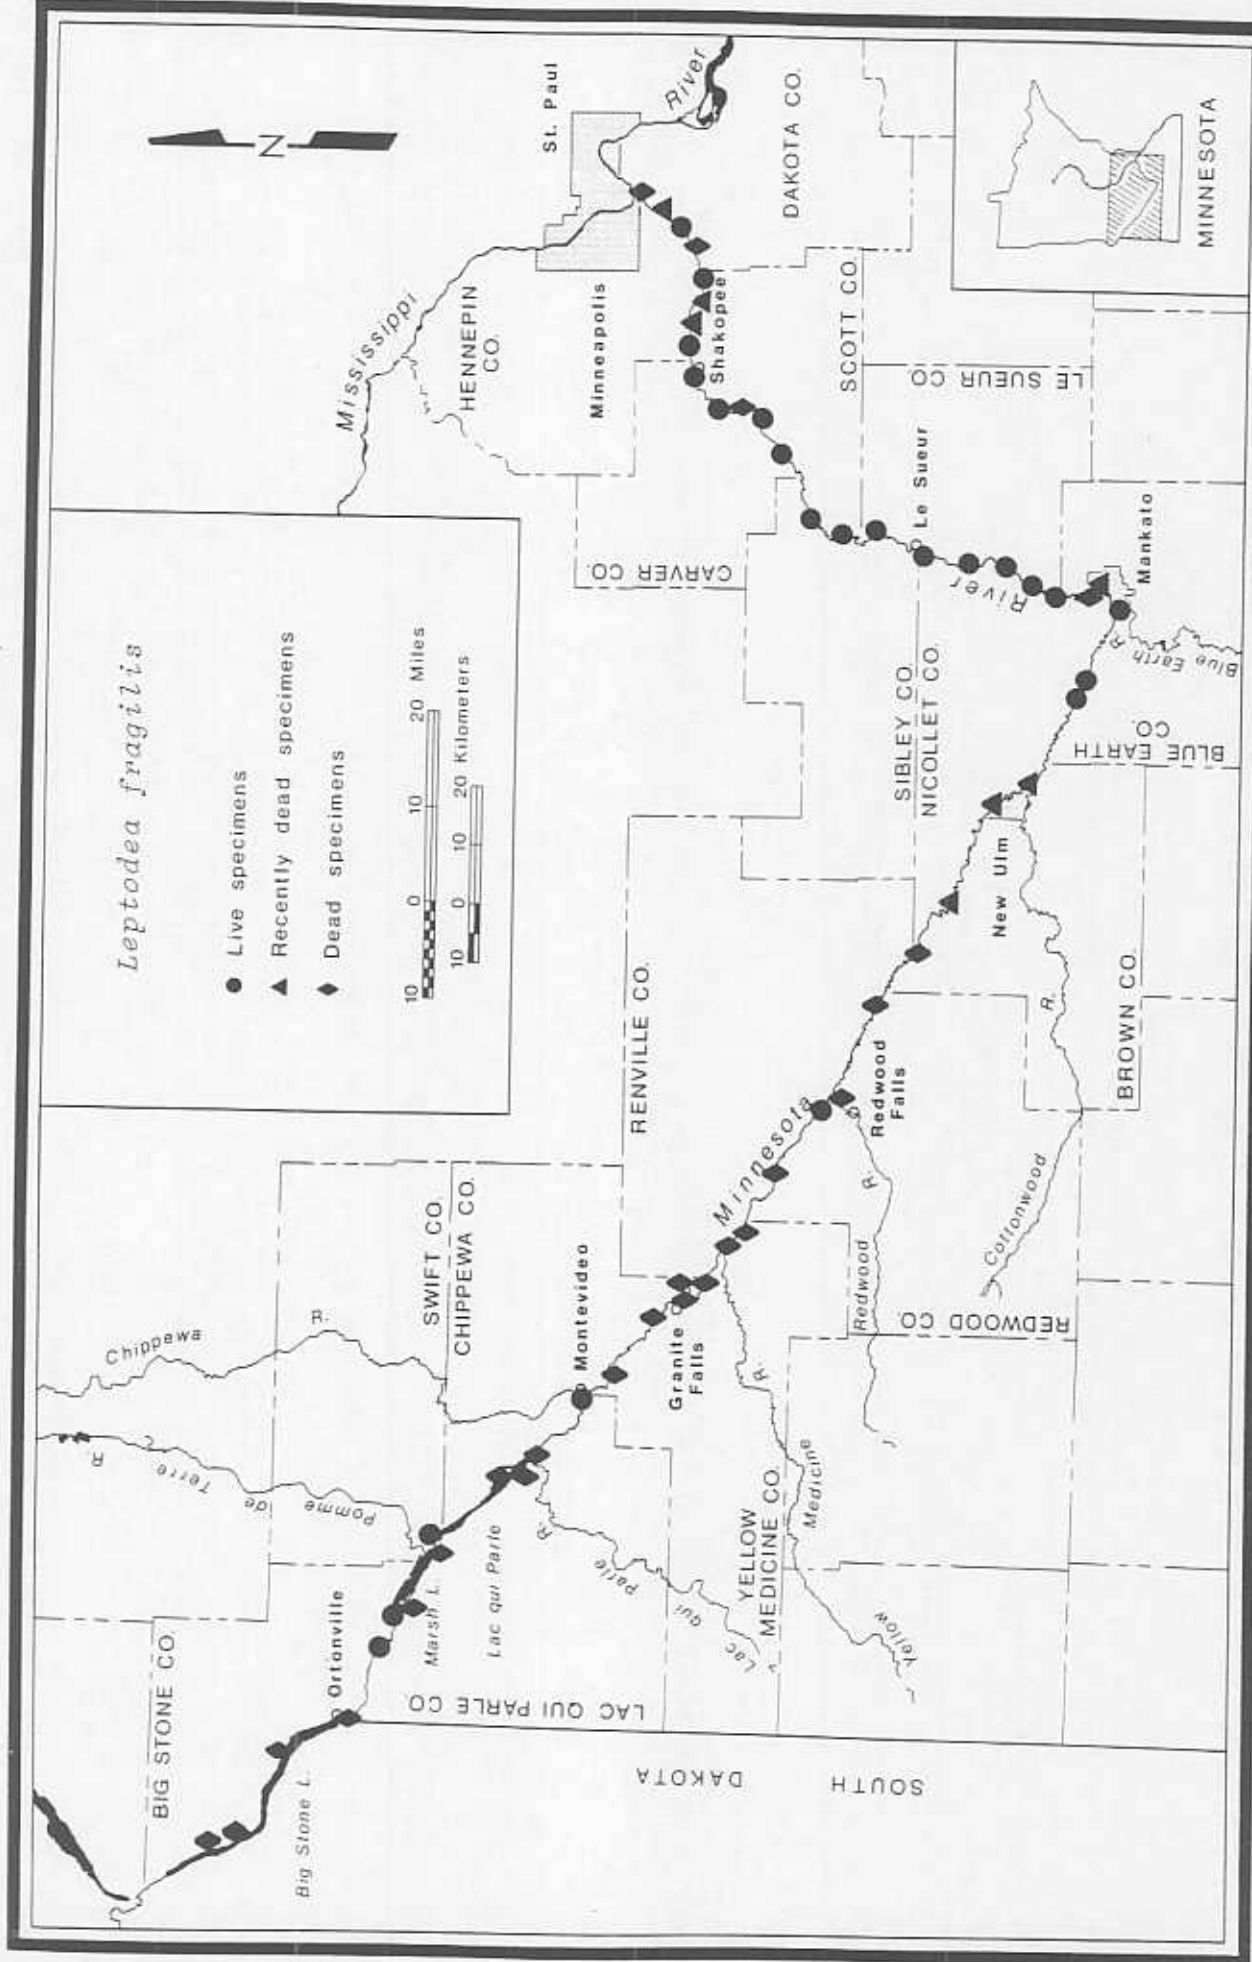 Leptodea fragilis
Live specimens
Recently dead specimens
Dead specimens
10 0 10 20 Miles
10 0 10 20 Kilometers
N
BIG STONE CO.
Big Stone L.
Ortonville
Marsh L.
Lac qui Parle
LAC QUI PARLE CO.
SOUTH
DAKOTA
Pomme de Terre R.
Chippewa R.
SWIFT CO.
CHIPPEWA CO.
Montevideo
Lac Qui Parle R.
Granite
Falls
YELLOW
MEDICINE CO.
Yellow Medicine R.
RENVILLE CO.
Minnesota River
Redwood
Falls
Redwood R.
REDWOOD CO.
Cottonwood R.
BROWN CO.
New Ulm
SIBLEY CO.
NICOLLET CO.
BLUE EARTH
CO.
Blue Earth R.
Mankato
Le Sueur
LE SUEUR CO.
CARVER CO.
SCOTT CO.
Shakopee
Minneapolis
HENNEPIN
CO.
Mississippi River
St. Paul
DAKOTA CO.
MINNESOTA